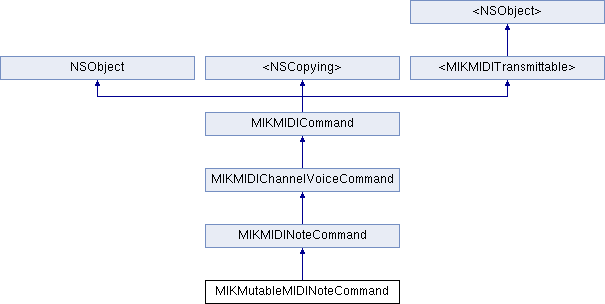 <NSObject>
NSObject
<NSCopying>
<MIKMIDITransmittable>
MIKMIDICommand
MIKMIDIChannelVoiceCommand
MIKMIDINoteCommand
MIKMutableMIDINoteCommand